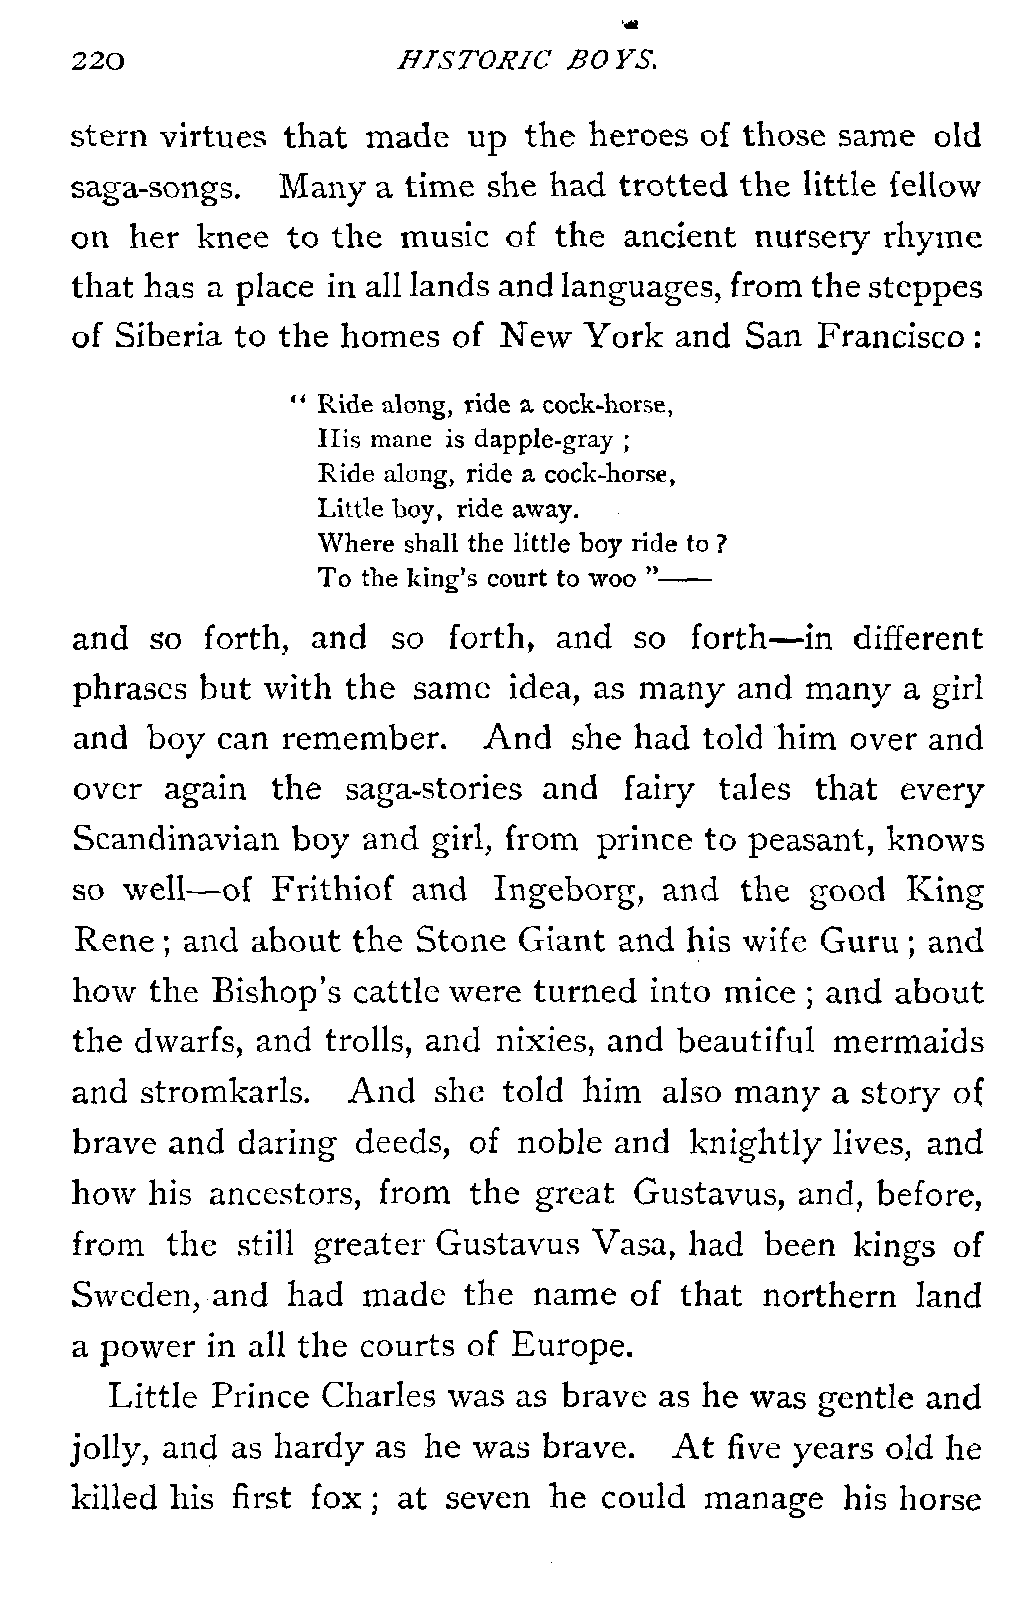 220 HISTORIC BOYS.
stern virtues that made up the heroes of those same old
saga-songs. Many a time she had trotted the little fellow
on her knee to the music of the ancient nursery rhyme
that has a place in all lands and languages, from the steppes
of Siberia to the homes of New York and San Francisco:
" Ride along, ride a cock-horse,
His mane is dapple-gray ;
Ride along, ride a cock-horse,
Little boy, ride away.
Where shall the little boy ride to ?
To the king's court to woo "——
and so forth, and so forth, and so forth—in different
phrases but with the same idea, as many and many a girl
and boy can remember. And she had told him over and
over again the saga-stories and fairy tales that every
Scandinavian boy and girl, from prince to peasant, knows
so well—of Frithiof and Ingeborg, and the good King
Rene ; and about the Stone Giant and his wife Guru ; and
how the Bishop's cattle were turned into mice ; and about
the dwarfs, and trolls, and nixies, and beautiful mermaids
and stromkarls. And she told him also many a story of
brave and daring deeds, of noble and knightly lives, and
how his ancestors, from the great Gustavus, and, before,
from the still greater Gustavus Vasa, had been kings of
Sweden, and had made the name of that northern land
a power in all the courts of Europe.
Little Prince Charles was as brave as he was gentle and
jolly, and as hardy as he was brave. At five years old he
killed his first fox ; at seven he could manage his horse